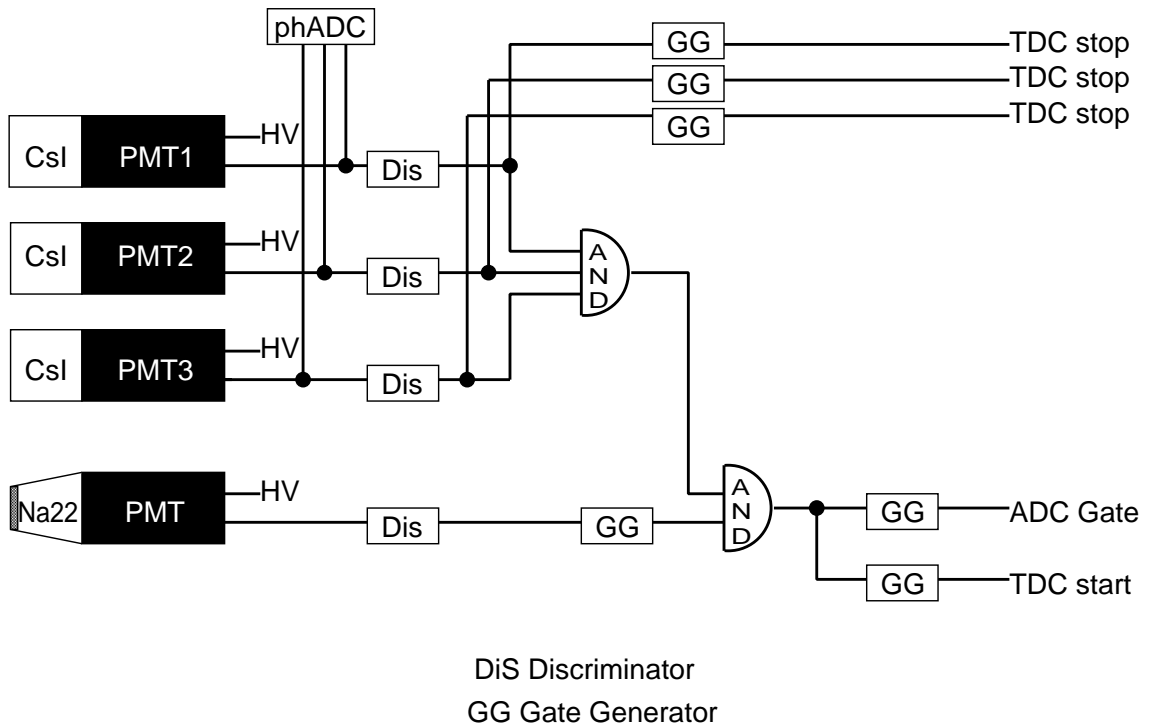 phADC
GG TDC stop
GG TDC stop
GG TDC stop
HV
CsI PMT1 Dis
HV
CsI PMT2 Dis
AND
HV
CsI PMT3 Dis
HV
Na22 PMT Dis GG
AND
GG ADC Gate
GG TDC start
DiS Discriminator
GG Gate Generator